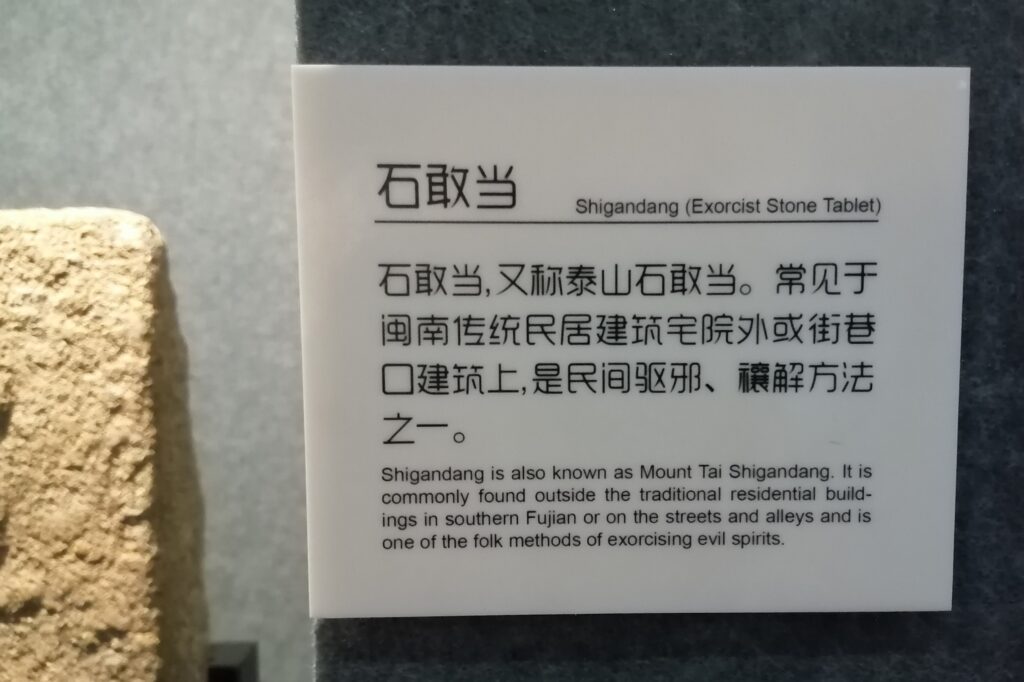 石敢当
Shigandang (Exorcist Stone Tablet)
石敢当,又称泰山石敢当。常见于
闽南传统民居建筑宅院外或街巷
口建筑上,是民间驱邪、禳解方法
之一。
Shigandang is also known as Mount Tai Shigandang. It is
commonly found outside the traditional residential build-
ings in southern Fujian or on the streets and alleys and is
one of the folk methods of exorcising evil spirits.